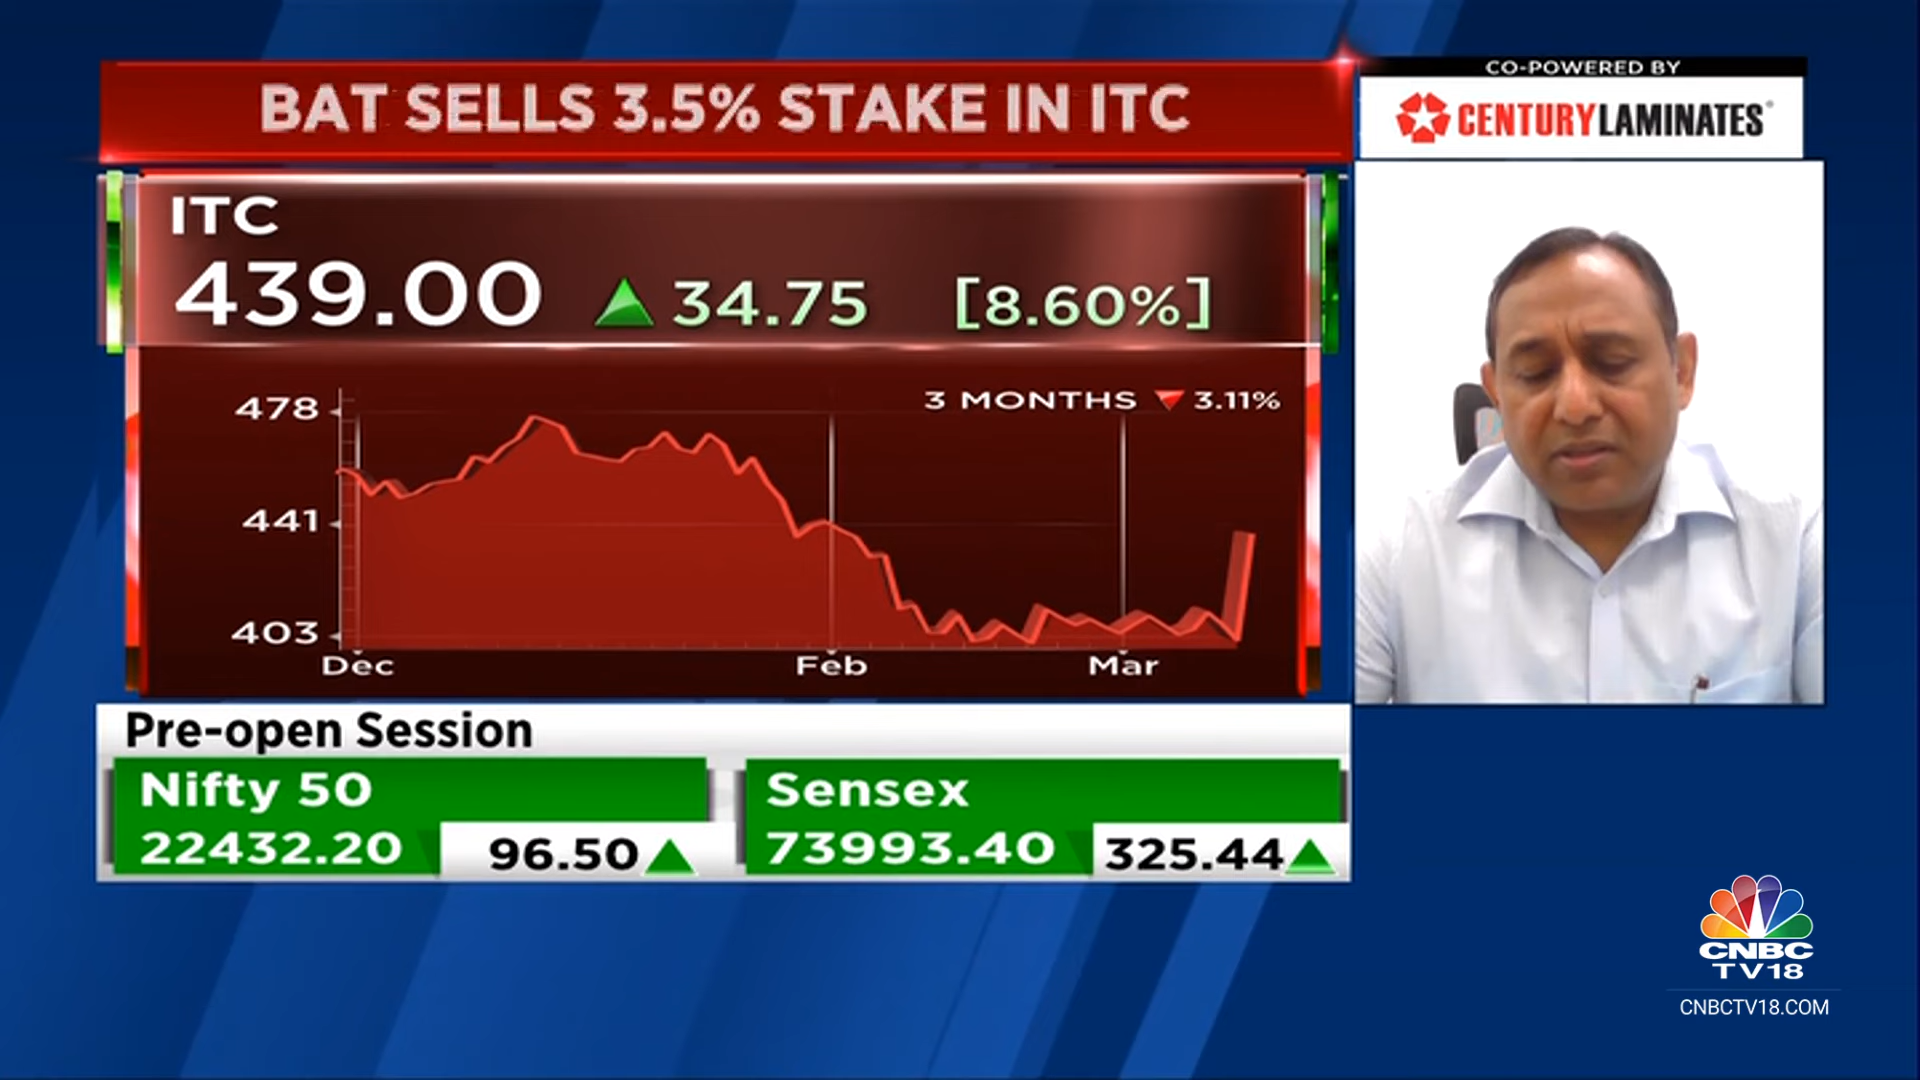 BAT SELLS 3.5% STAKE IN ITC
CO-POWERED BY
CENTURYLAMINATES®
ITC
439.00 ▲ 34.75 [8.60%]
3 MONTHS ▼ 3.11%
478
441
403
Dec Feb Mar
Pre-open Session
Nifty 50
22432.20 96.50 ▲
Sensex
73993.40 325.44 ▲
CNBC
TV18
CNBCTV18.COM